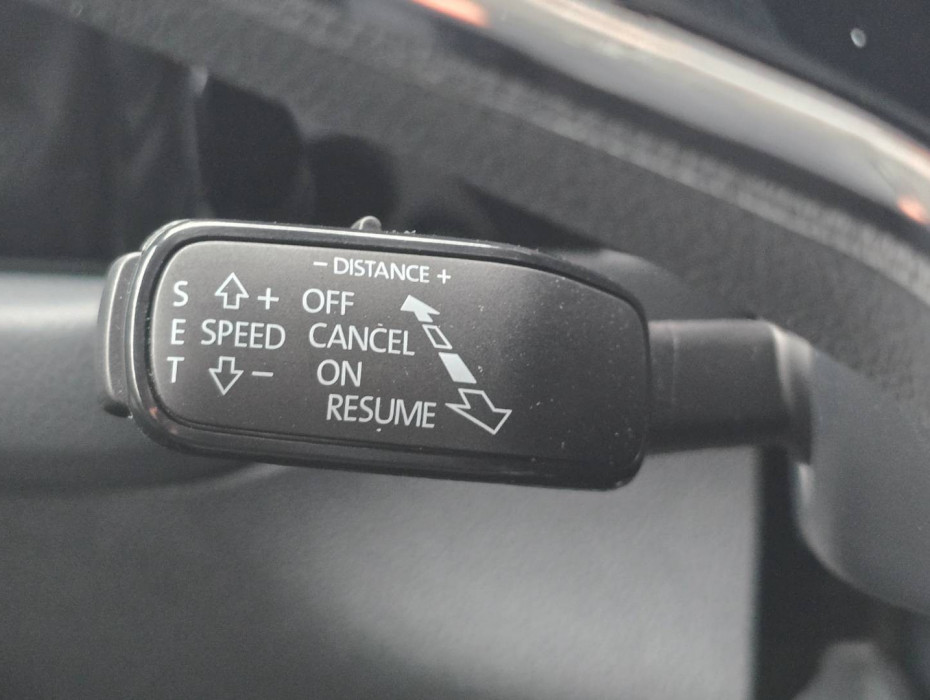 – DISTANCE +
S + OFF
E SPEED CANCEL
T – ON
RESUME